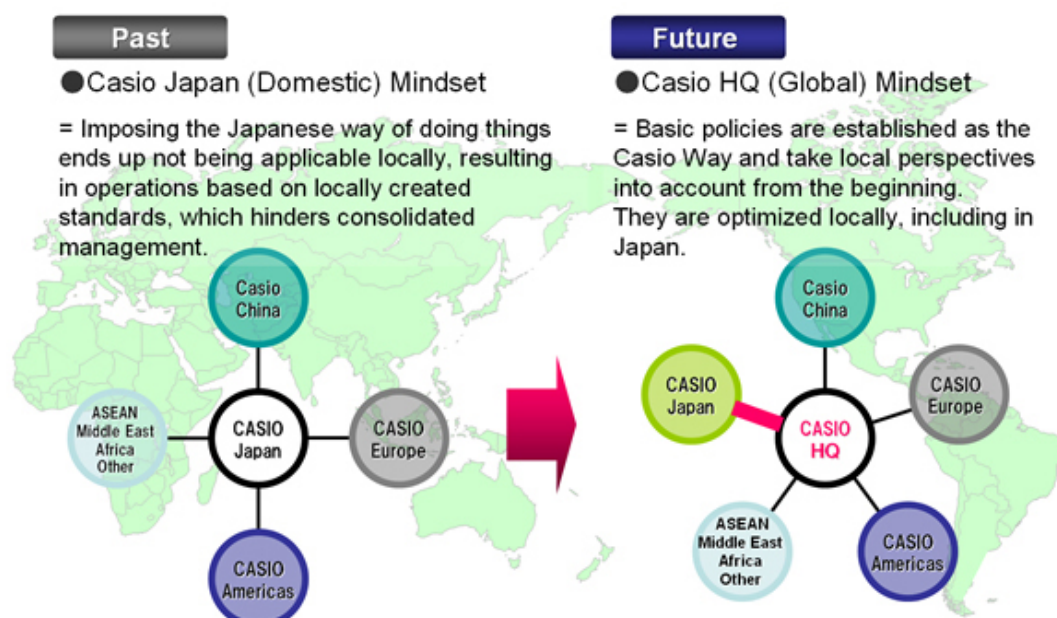 Past
●Casio Japan (Domestic) Mindset
= Imposing the Japanese way of doing things
ends up not being applicable locally, resulting
in operations based on locally created
standards, which hinders consolidated
management.
Casio
China
ASEAN
Middle East
Africa
Other
CASIO
Japan
CASIO
Europe
CASIO
Americas
Future
●Casio HQ (Global) Mindset
= Basic policies are established as the
Casio Way and take local perspectives
into account from the beginning.
They are optimized locally, including in
Japan.
Casio
China
CASIO
Japan
CASIO
Europe
CASIO
HQ
ASEAN
Middle East
Africa
Other
CASIO
Americas